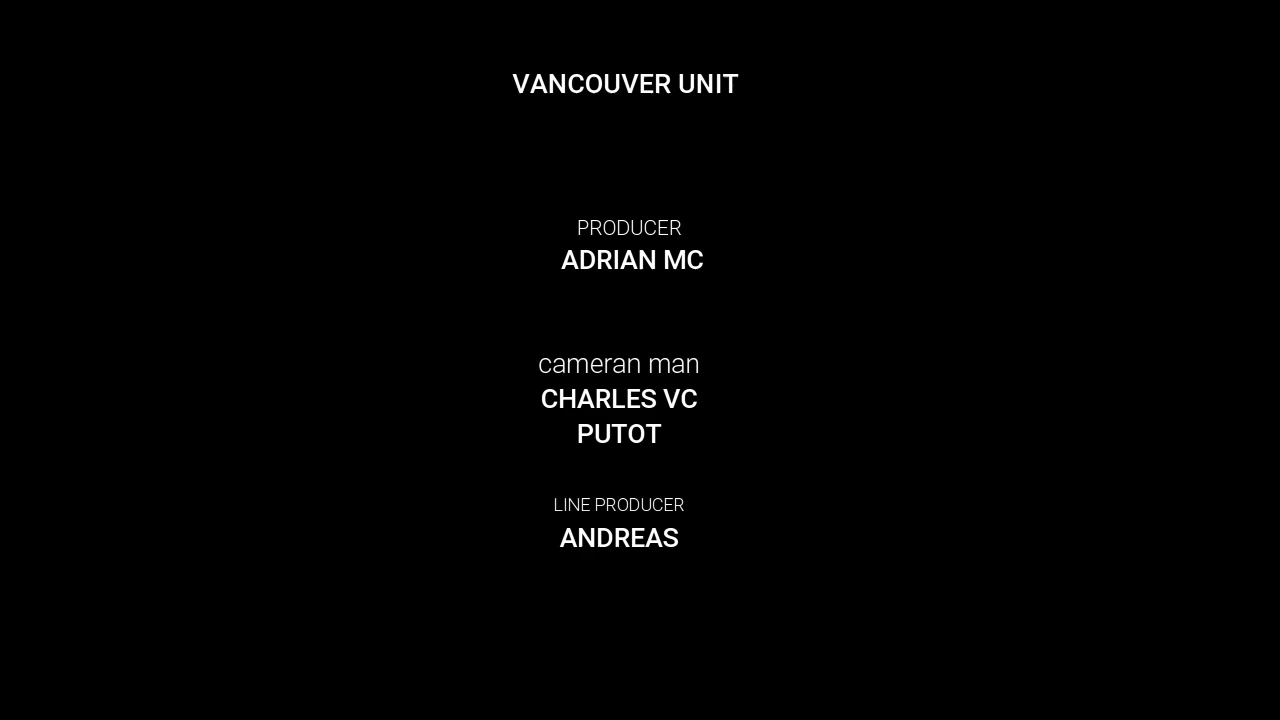 VANCOUVER UNIT
PRODUCER
ADRIAN MC
cameran man
CHARLES VC
PUTOT
LINE PRODUCER
ANDREAS